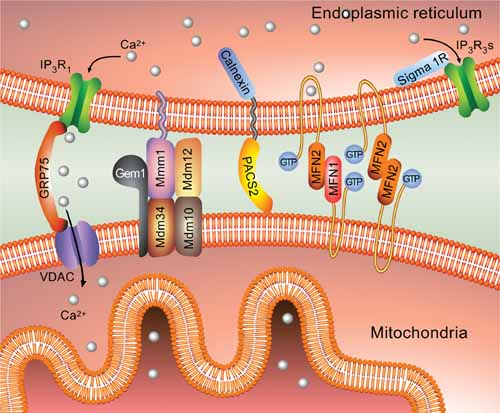 Endoplasmic reticulum
Ca²⁺
IP₃R₁
Calnexin
IP₃R₃s
Sigma 1R
GRP75
Gem1
Mmm1
Mdm12
Mdm34
Mdm10
PACS2
GTP
MFN2
MFN1
GTP
GTP
MFN2
MFN2
GTP
VDAC
Ca²⁺
Mitochondria